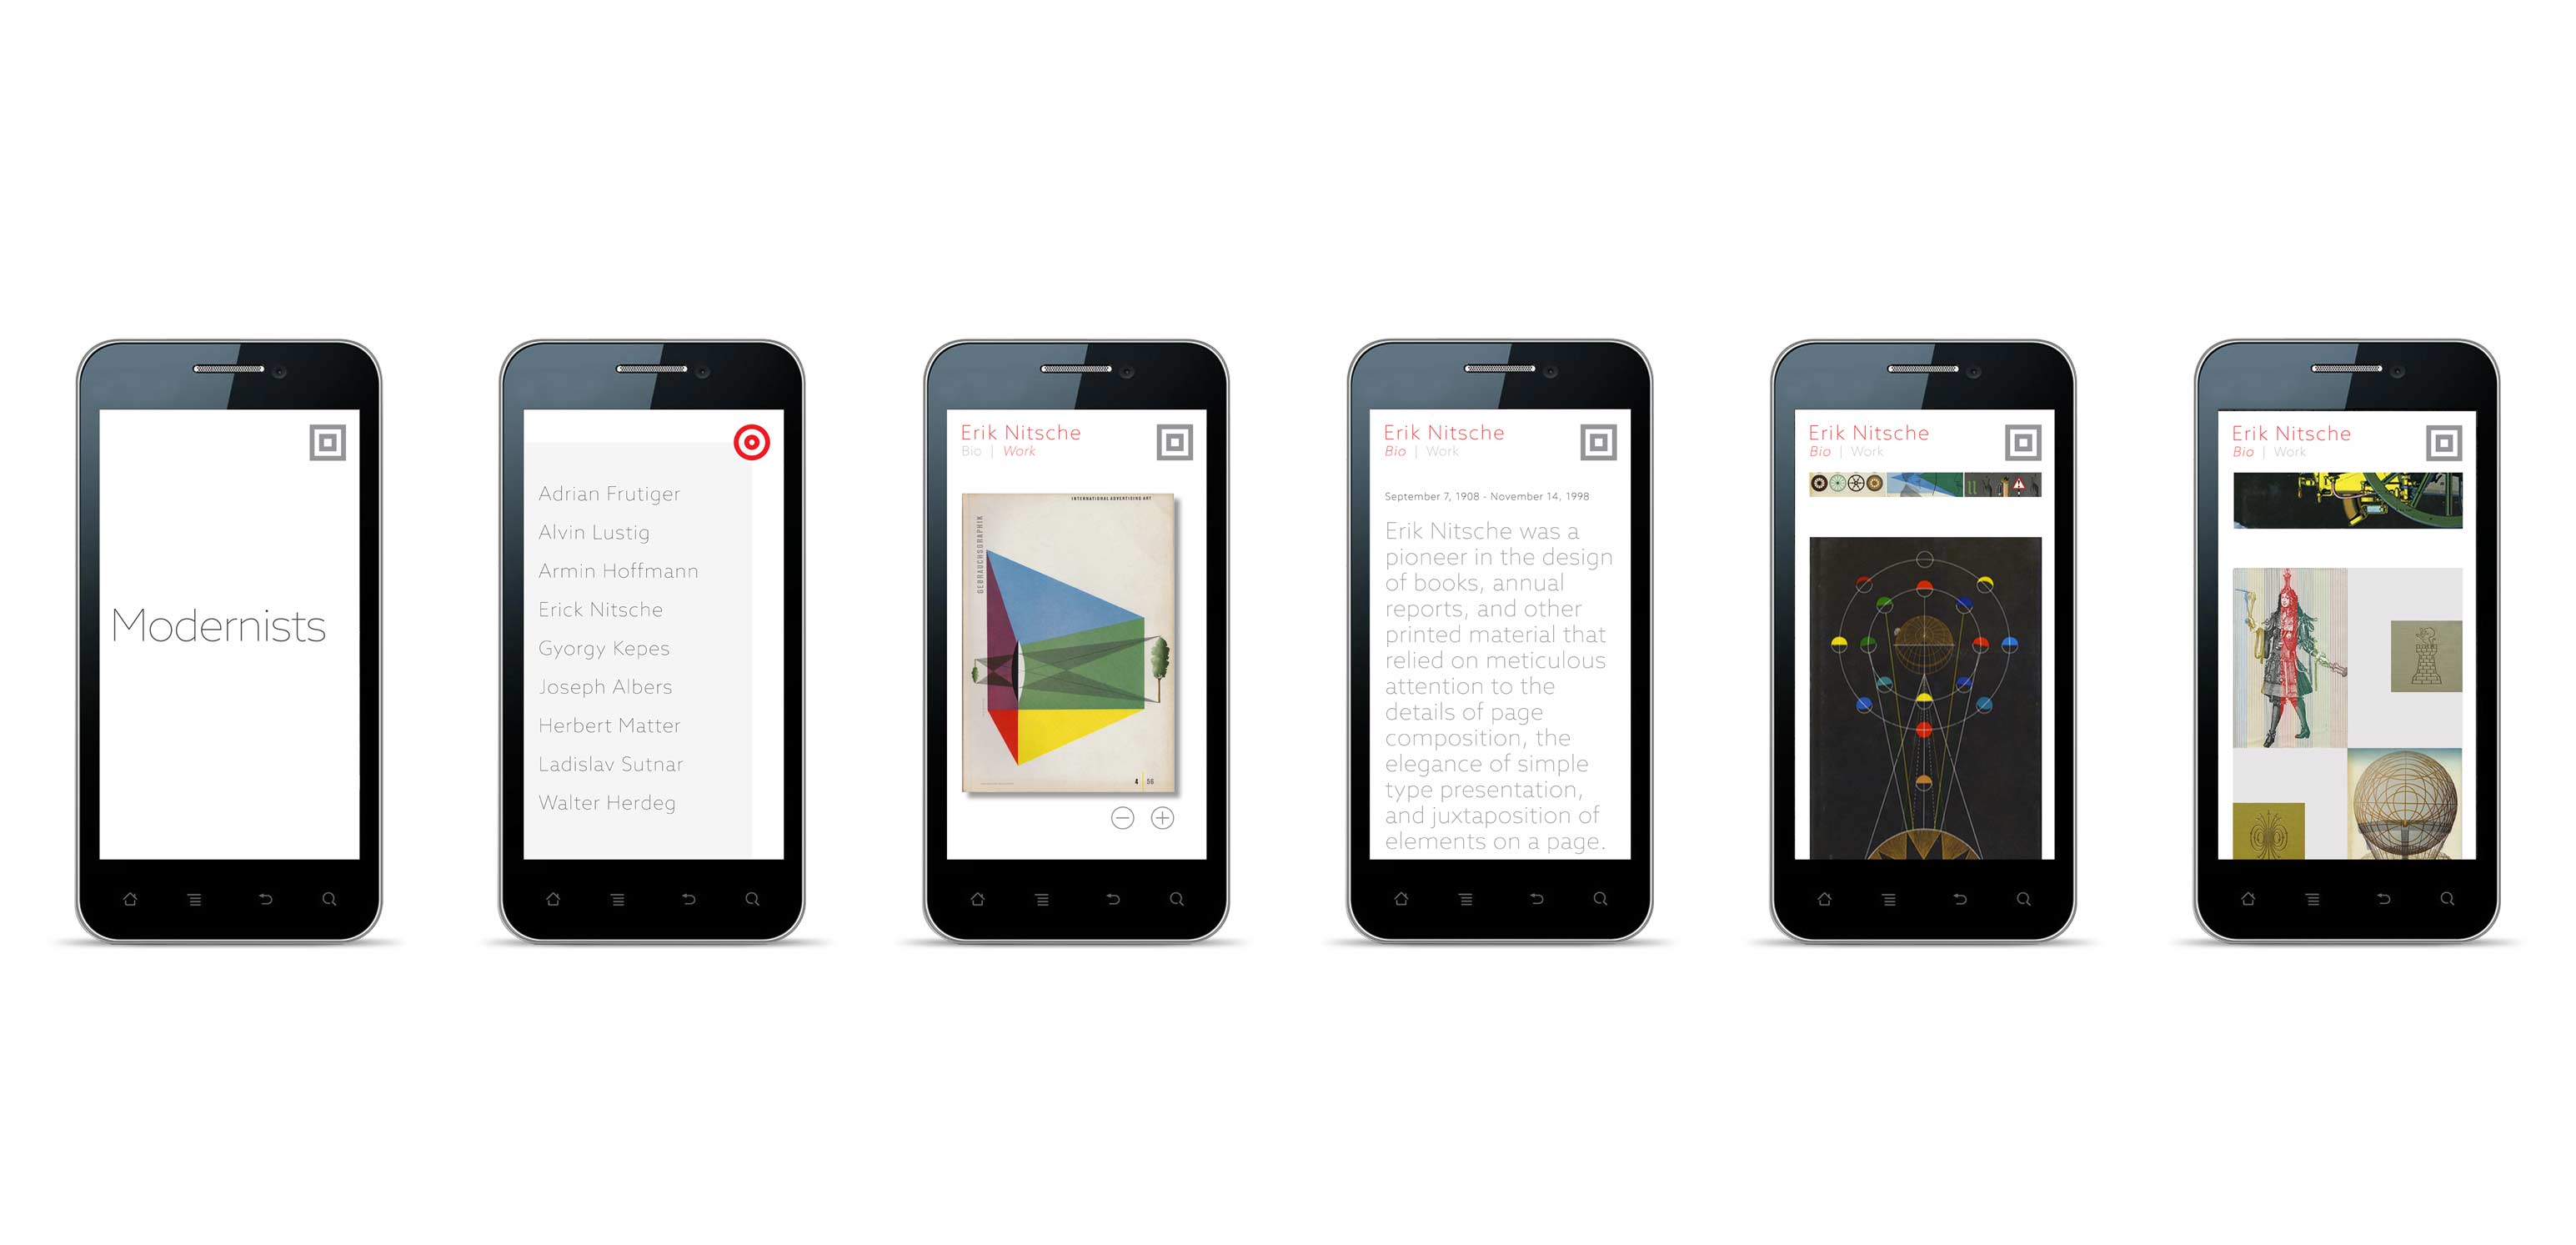 Modernists
Adrian Frutiger
Alvin Lustig
Armin Hoffmann
Erick Nitsche
Gyorgy Kepes
Joseph Albers
Herbert Matter
Ladislav Sutnar
Walter Herdeg
Erik Nitsche
Bio | Work
INTERNATIONAL ADVERTISING ART
GEBRAUCHSGRAPHIK
4 56
Erik Nitsche
Bio | Work
September 7, 1908 - November 14, 1998
Erik Nitsche was a
pioneer in the design
of books, annual
reports, and other
printed material that
relied on meticulous
attention to the
details of page
composition, the
elegance of simple
type presentation,
and juxtaposition of
elements on a page.
Erik Nitsche
Bio | Work
Erik Nitsche
Bio | Work